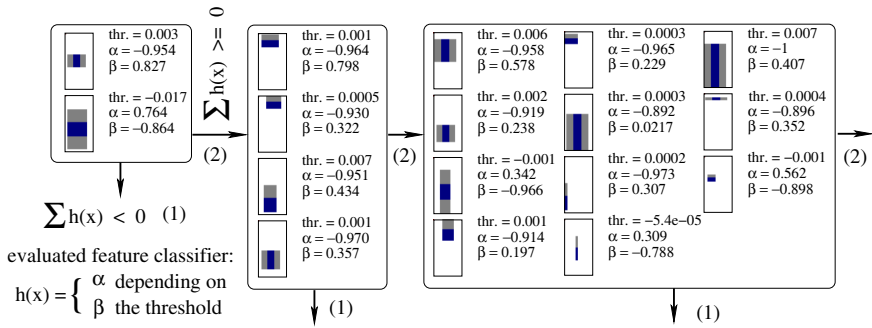 thr. = 0.003
α = −0.954
β = 0.827
thr. = −0.017
α = 0.764
β = −0.864
∑ h(x) >= 0
(2)
∑ h(x) < 0 (1)
evaluated feature classifier:
h(x) = { α depending on
β the threshold
thr. = 0.001
α = −0.964
β = 0.798
thr. = 0.0005
α = −0.930
β = 0.322
thr. = 0.007
α = −0.951
β = 0.434
thr. = 0.001
α = −0.970
β = 0.357
(2)
(1)
thr. = 0.006
α = −0.958
β = 0.578
thr. = 0.002
α = −0.919
β = 0.238
thr. = −0.001
α = 0.342
β = −0.966
thr. = 0.001
α = −0.914
β = 0.197
thr. = 0.0003
α = −0.965
β = 0.229
thr. = 0.0003
α = −0.892
β = 0.0217
thr. = 0.0002
α = −0.973
β = 0.307
thr. = −5.4e−05
α = 0.309
β = −0.788
thr. = 0.007
α = −1
β = 0.407
thr. = 0.0004
α = −0.896
β = 0.352
thr. = −0.001
α = 0.562
β = −0.898
(2)
(1)